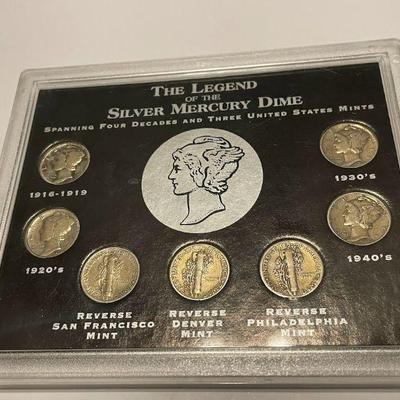 THE LEGEND
OF THE
SILVER MERCURY DIME
SPANNING FOUR DECADES AND THREE UNITED STATES MINTS
1916-1919
1930'S
1920'S
1940'S
REVERSE
SAN FRANCISCO
MINT
REVERSE
DENVER
MINT
REVERSE
PHILADELPHIA
MINT